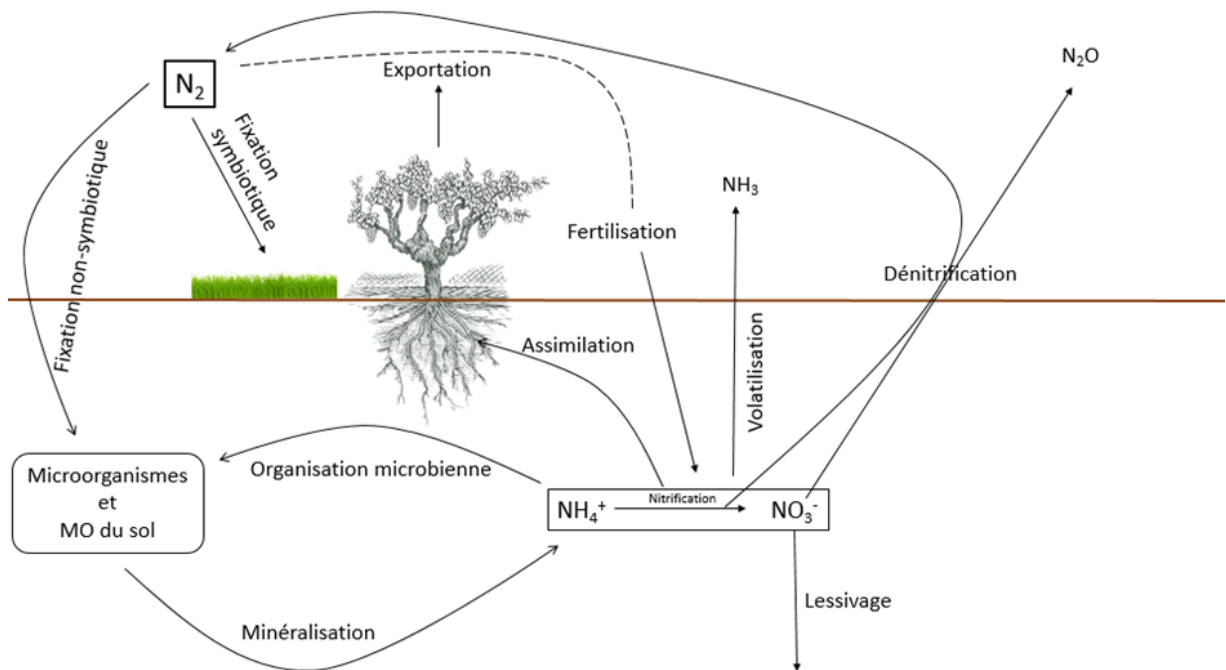 N₂O
Exportation
N₂
Fixation
symbiotique
Fixation non-symbiotique
NH₃
Fertilisation
Dénitrification
Assimilation
Volatilisation
Organisation microbienne
Microorganismes
et
MO du sol
Nitrification
NH₄⁺
NO₃⁻
Lessivage
Minéralisation